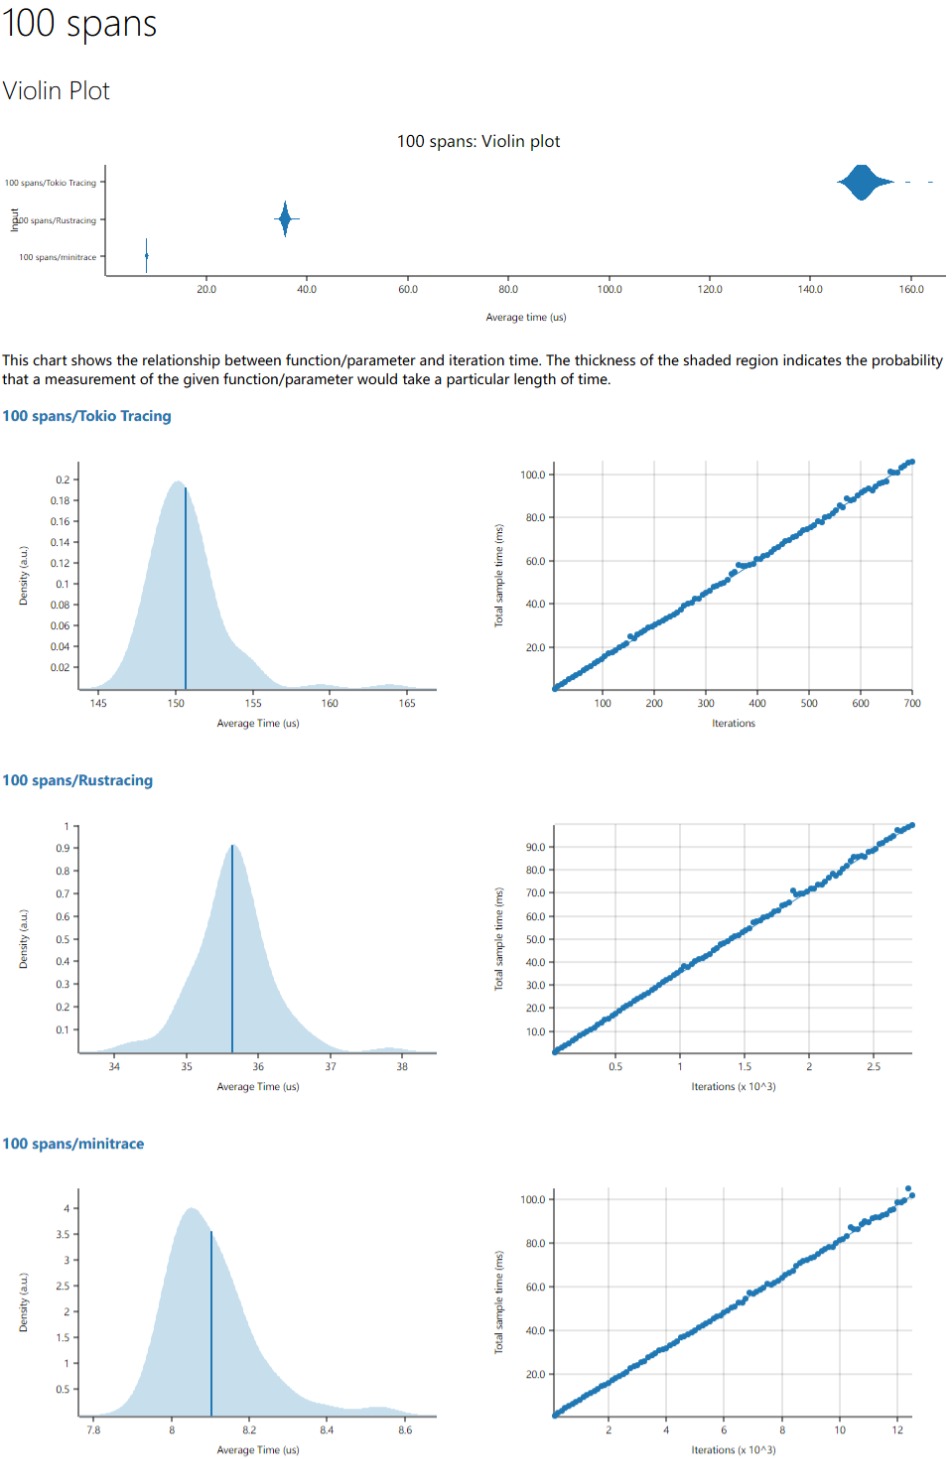 100 spans
Violin Plot
100 spans: Violin plot
Input
100 spans/Tokio Tracing
100 spans/Rustracing
100 spans/minitrace
20.0 40.0 60.0 80.0 100.0 120.0 140.0 160.0
Average time (us)
This chart shows the relationship between function/parameter and iteration time. The thickness of the shaded region indicates the probability
that a measurement of the given function/parameter would take a particular length of time.
100 spans/Tokio Tracing
Density (a.u.)
0.2
0.18
0.16
0.14
0.12
0.1
0.08
0.06
0.04
0.02
145 150 155 160 165
Average Time (us)
Total sample time (ms)
100.0
80.0
60.0
40.0
20.0
100 200 300 400 500 600 700
Iterations
100 spans/Rustracing
Density (a.u.)
1
0.9
0.8
0.7
0.6
0.5
0.4
0.3
0.2
0.1
34 35 36 37 38
Average Time (us)
Total sample time (ms)
90.0
80.0
70.0
60.0
50.0
40.0
30.0
20.0
10.0
0.5 1 1.5 2 2.5
Iterations (x 10^3)
100 spans/minitrace
Density (a.u.)
4
3.5
3
2.5
2
1.5
1
0.5
7.8 8 8.2 8.4 8.6
Average Time (us)
Total sample time (ms)
100.0
80.0
60.0
40.0
20.0
2 4 6 8 10 12
Iterations (x 10^3)